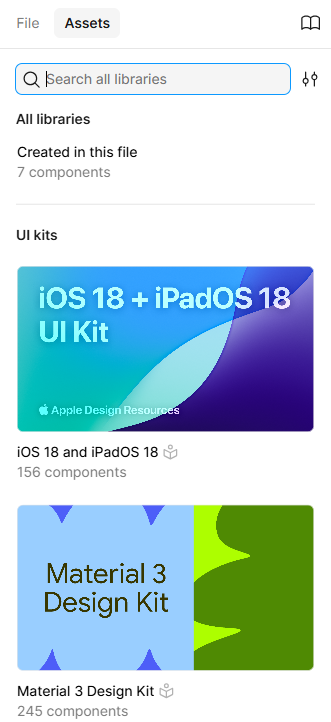 File Assets
Search all libraries
All libraries
Created in this file
7 components
UI kits
iOS 18 + iPadOS 18
UI Kit
Apple Design Resources
iOS 18 and iPadOS 18
156 components
Material 3
Design Kit
Material 3 Design Kit
245 components